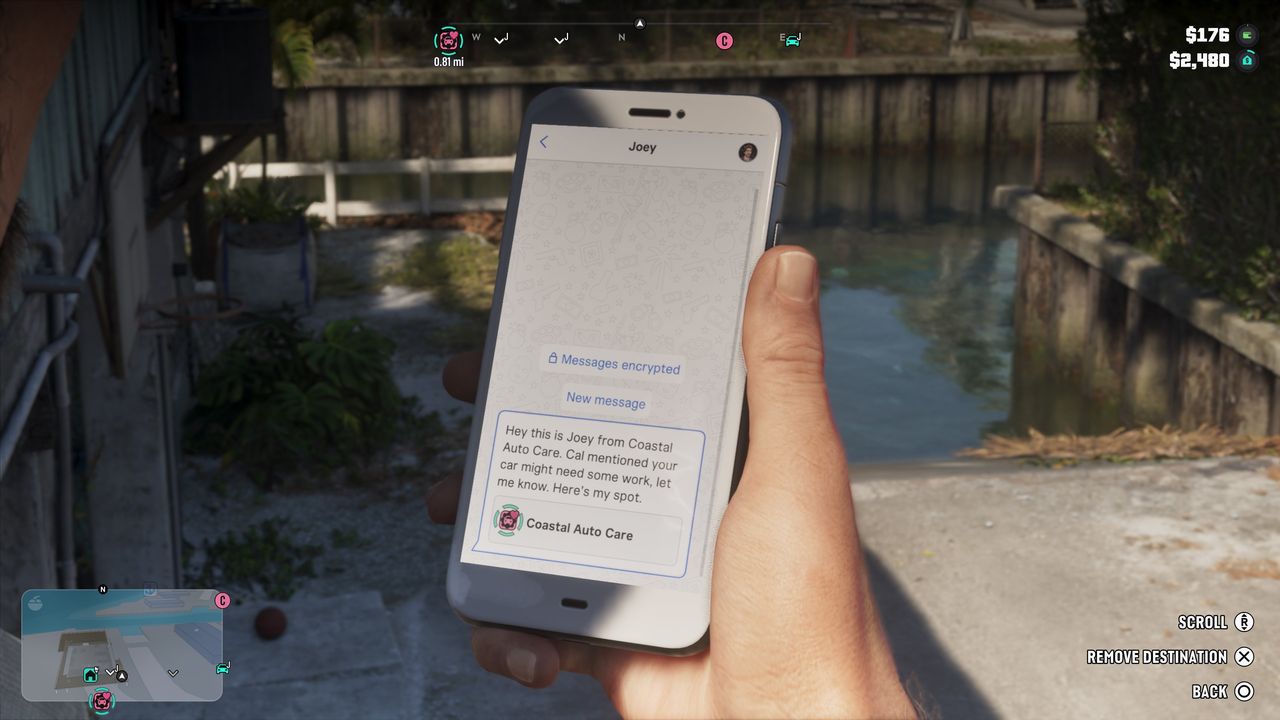 W
N
E
0.81 mi
C
$176
$2,480
Joey
Messages encrypted
New message
Hey this is Joey from Coastal
Auto Care. Cal mentioned your
car might need some work, let
me know. Here's my spot.
Coastal Auto Care
N
C
SCROLL R
REMOVE DESTINATION
BACK